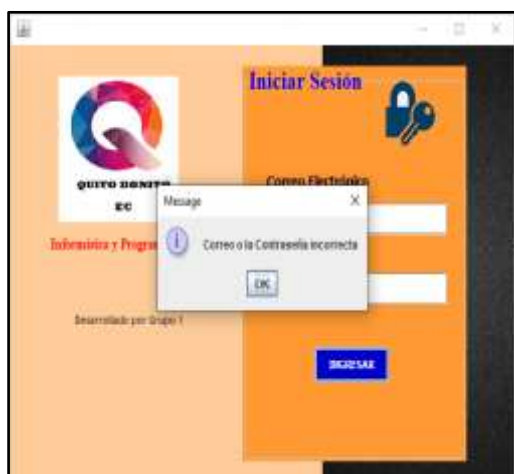 Iniciar Sesión
QUITO BONITO
EC
Correo Electrónico
Message
Correo o la Contraseña incorrecta
OK
Informática y Progra
Desarrollado por Grupo 1
INGRESAR